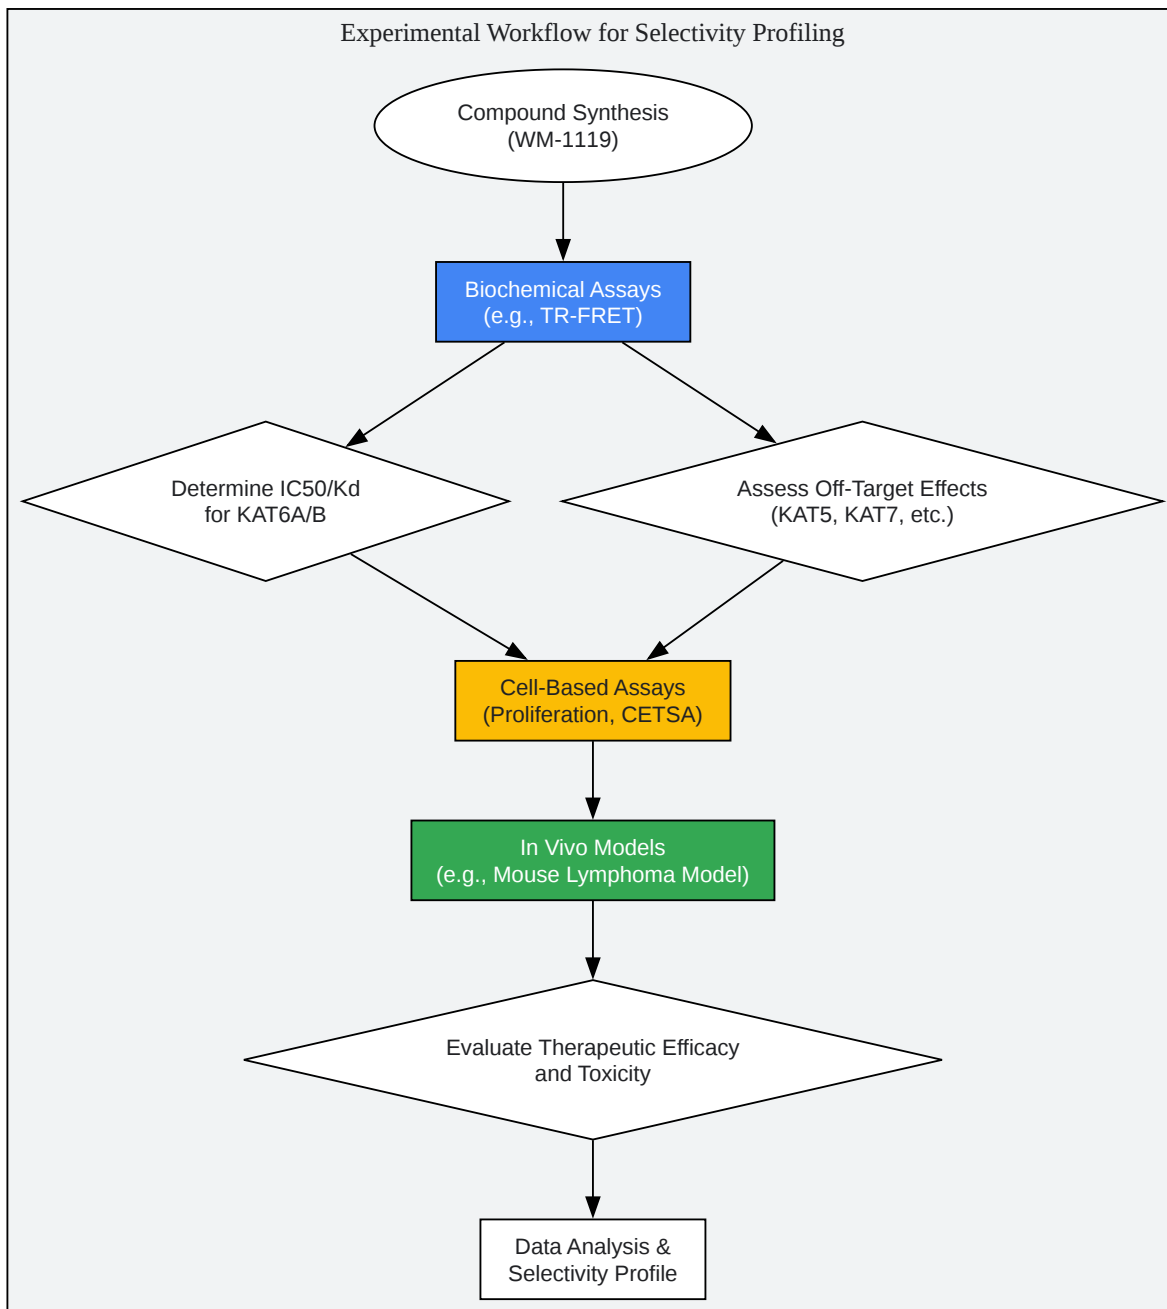 Experimental Workflow for Selectivity Profiling
Compound Synthesis
(WM-1119)
Biochemical Assays
(e.g., TR-FRET)
Determine IC50/Kd
for KAT6A/B
Assess Off-Target Effects
(KAT5, KAT7, etc.)
Cell-Based Assays
(Proliferation, CETSA)
In Vivo Models
(e.g., Mouse Lymphoma Model)
Evaluate Therapeutic Efficacy
and Toxicity
Data Analysis &
Selectivity Profile